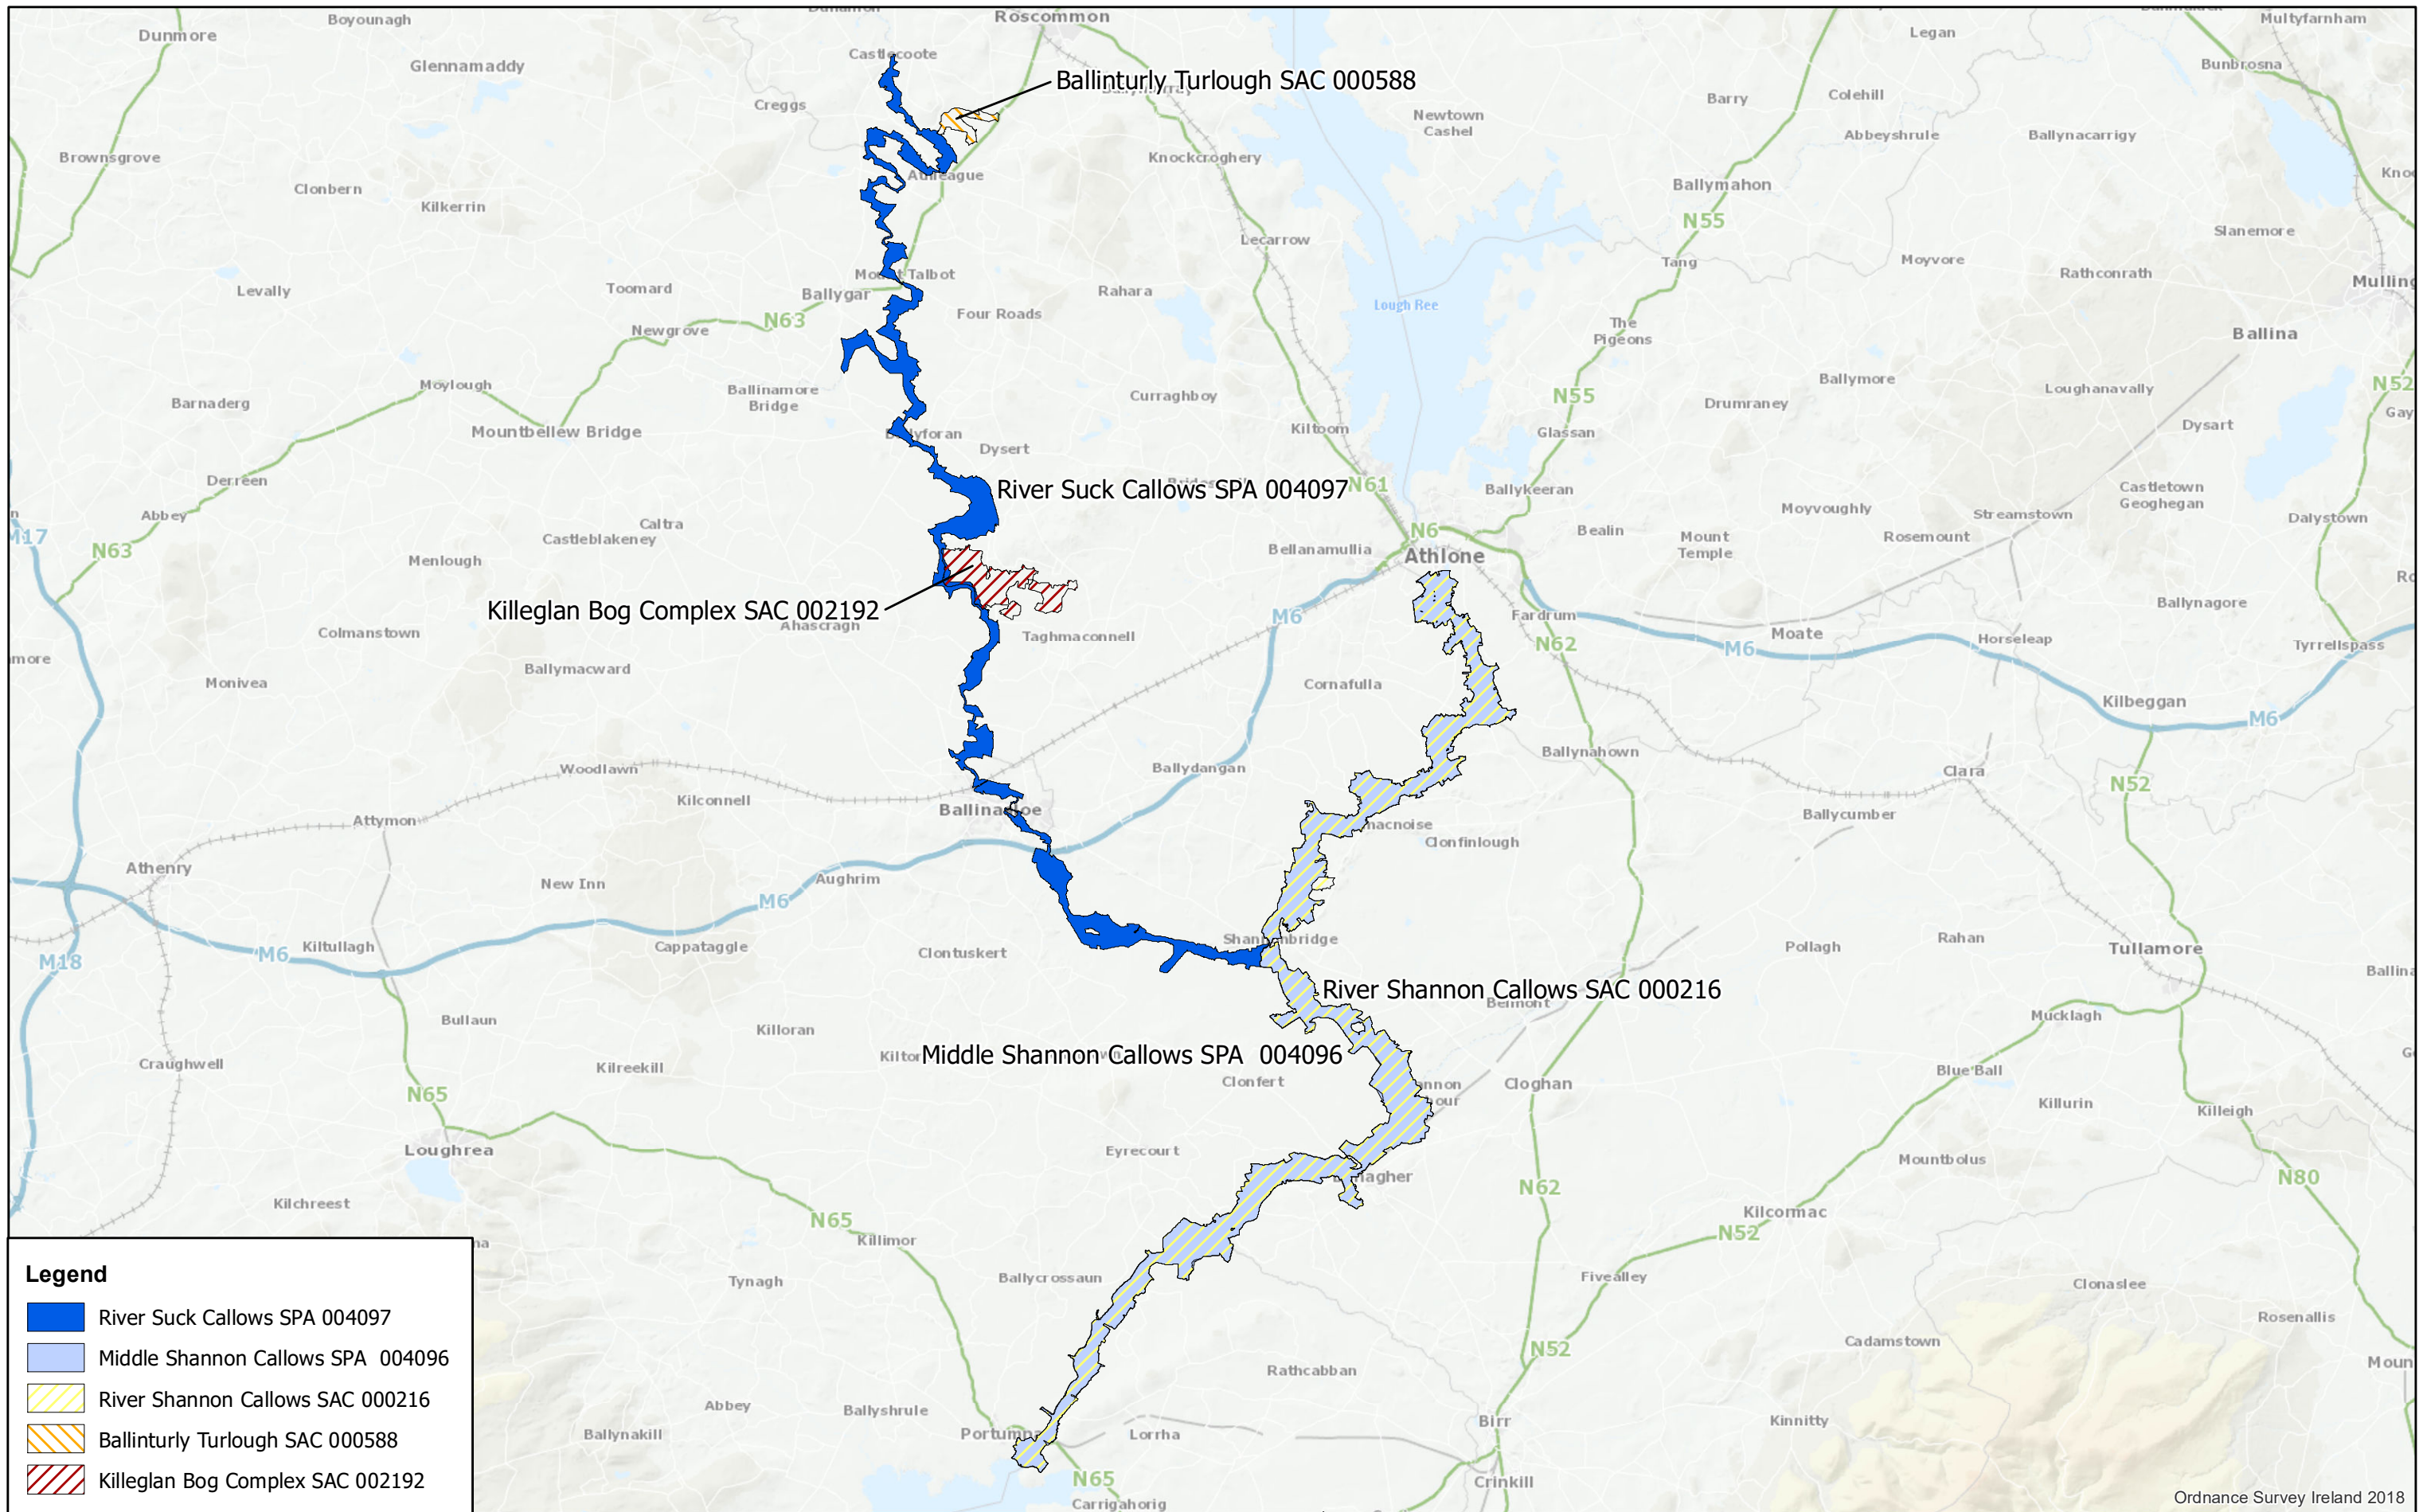 Boyounagh
Roscommon
Multyfarnham
Dunmore
Legan
Castlecoote
Glennamaddy
Bunbrosna
Ballinturly Turlough SAC 000588
Creggs
Barry
Colehill
Newtown
Cashel
Abbeyshrule
Ballynacarrigy
Brownsgrove
Knockcroghery
Clonbern
Ballymahon
Kilkerrin
N55
Slanemore
Lecarrow
Tang
Moyvore
Rathconrath
Mount Talbot
Levally
Toomard
Ballygar
Rahara
Lough Ree
Four Roads
N63
Newgrove
The
Pigeons
Ballina
Moylough
Ballinamore
Bridge
Ballymore
Loughanavally
N52
Barnaderg
Curraghboy
N55
Drumraney
Mountbellew Bridge
Kiltoom
Glassan
Dysart
Dysert
Derreen
River Suck Callows SPA 004097
N61
Ballykeeran
Castletown
Geoghegan
Abbey
Caltra
Castleblakeney
Moyvoughly
Streamstown
Dalystown
M17
N63
Menlough
Bellanamullia
N6
Athlone
Bealin
Mount
Temple
Rosemount
Killeglan Bog Complex SAC 002192
Ahascragh
M6
Fardrum
Ballynagore
Colmanstown
Taghmaconnell
N62
Moate
M6
Horseleap
Tyrrellspass
Ballymacward
Monivea
Cornafulla
Kilbeggan
M6
Ballynahown
Woodlawn
Ballydangan
Clara
N52
Kilconnell
Attymon
Ballycumber
Clonfinlough
Athenry
New Inn
Aughrim
M6
M18
M6
Kiltullagh
Cappataggle
Clontuskert
Pollagh
Rahan
Tullamore
River Shannon Callows SAC 000216
Bullaun
Killoran
Mucklagh
Middle Shannon Callows SPA  004096
Craughwell
Kilreekill
Clonfert
Cloghan
Blue Ball
N65
Killurin
Killeigh
Loughrea
Eyrecourt
Mountbolus
N62
N80
Kilchreest
N65
Kilcormac
N52
Killimor
Tynagh
Ballycrossaun
Fivealley
Clonaslee
Rosenallis
Cadamstown
N52
Rathcabban
Abbey
Ballyshrule
Birr
Kinnitty
Ballynakill
Lorrha
N65
Crinkill
Carrigahorig
Legend
River Suck Callows SPA 004097
Middle Shannon Callows SPA  004096
River Shannon Callows SAC 000216
Ballinturly Turlough SAC 000588
Killeglan Bog Complex SAC 002192
Ordnance Survey Ireland 2018